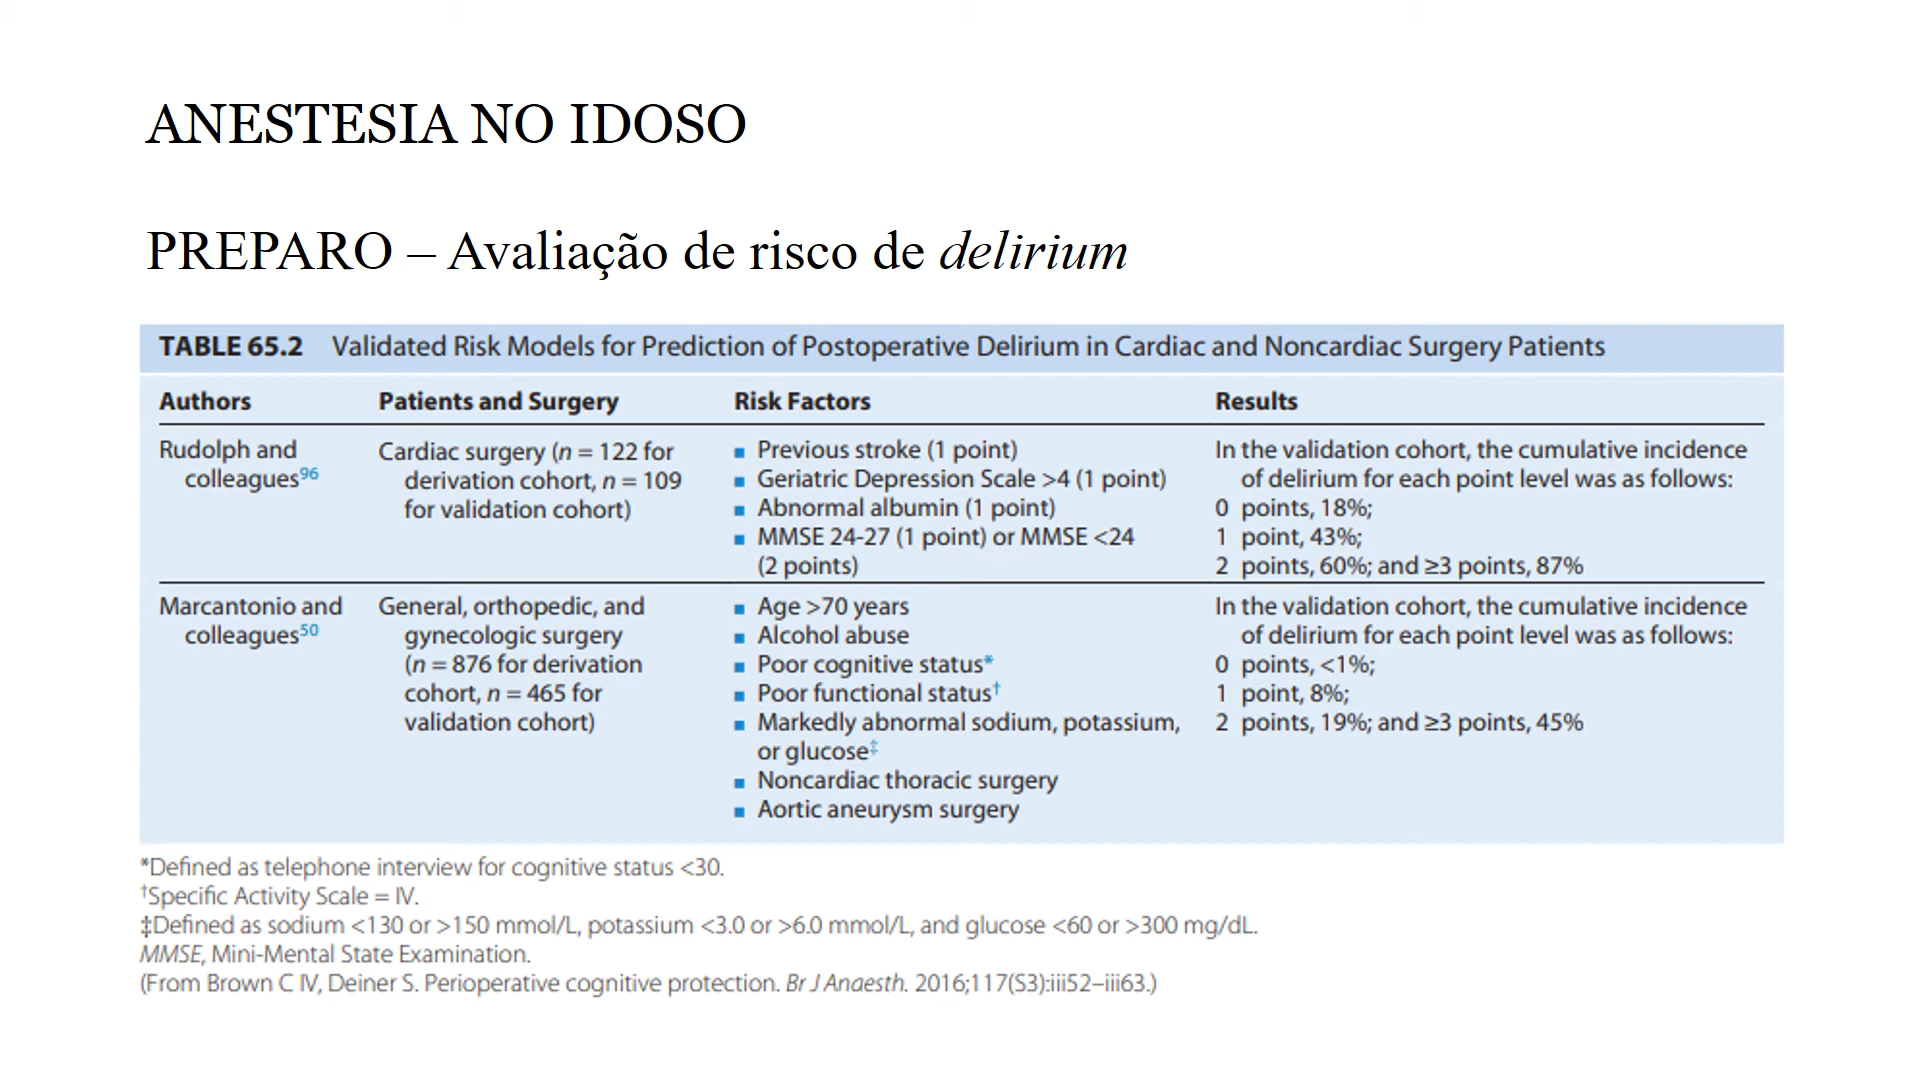 ANESTESIA NO IDOSO
PREPARO – Avaliação de risco de delirium
TABLE 65.2 Validated Risk Models for Prediction of Postoperative Delirium in Cardiac and Noncardiac Surgery Patients
Authors Patients and Surgery Risk Factors Results
Rudolph and
colleagues96
Cardiac surgery (n = 122 for
derivation cohort, n = 109
for validation cohort)
■ Previous stroke (1 point)
■ Geriatric Depression Scale >4 (1 point)
■ Abnormal albumin (1 point)
■ MMSE 24-27 (1 point) or MMSE <24
(2 points)
In the validation cohort, the cumulative incidence
of delirium for each point level was as follows:
0 points, 18%;
1 point, 43%;
2 points, 60%; and ≥3 points, 87%
Marcantonio and
colleagues50
General, orthopedic, and
gynecologic surgery
(n = 876 for derivation
cohort, n = 465 for
validation cohort)
■ Age >70 years
■ Alcohol abuse
■ Poor cognitive status*
■ Poor functional status†
■ Markedly abnormal sodium, potassium,
or glucose‡
■ Noncardiac thoracic surgery
■ Aortic aneurysm surgery
In the validation cohort, the cumulative incidence
of delirium for each point level was as follows:
0 points, <1%;
1 point, 8%;
2 points, 19%; and ≥3 points, 45%
*Defined as telephone interview for cognitive status <30.
†Specific Activity Scale = IV.
‡Defined as sodium <130 or >150 mmol/L, potassium <3.0 or >6.0 mmol/L, and glucose <60 or >300 mg/dL.
MMSE, Mini-Mental State Examination.
(From Brown C IV, Deiner S. Perioperative cognitive protection. Br J Anaesth. 2016;117(S3):iii52–iii63.)